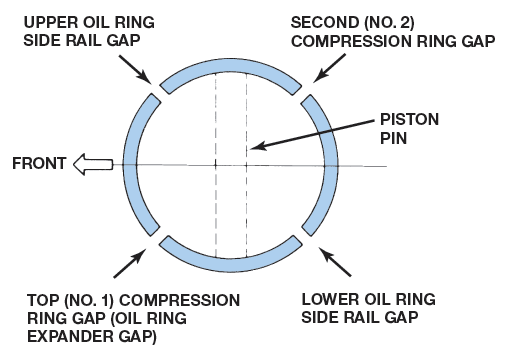 UPPER OIL RING
SIDE RAIL GAP
SECOND (NO. 2)
COMPRESSION RING GAP
PISTON
PIN
FRONT
TOP (NO. 1) COMPRESSION
RING GAP (OIL RING
EXPANDER GAP)
LOWER OIL RING
SIDE RAIL GAP